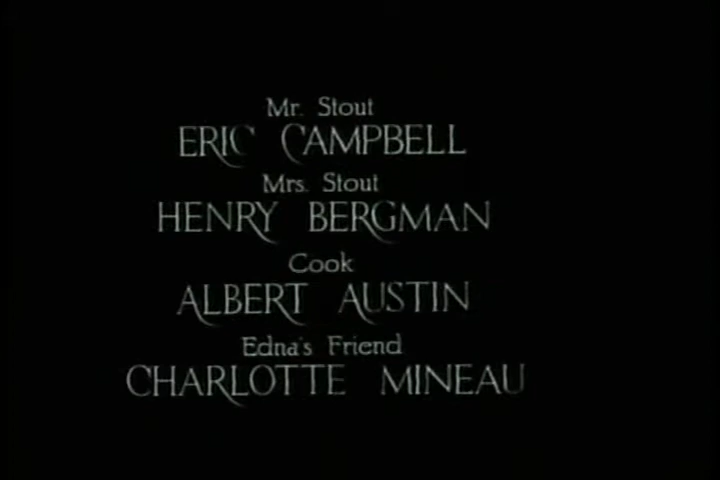 Mr. Stout
ERIC CAMPBELL
Mrs. Stout
HENRY BERGMAN
Cook
ALBERT AUSTIN
Edna's Friend
CHARLOTTE MINEAU